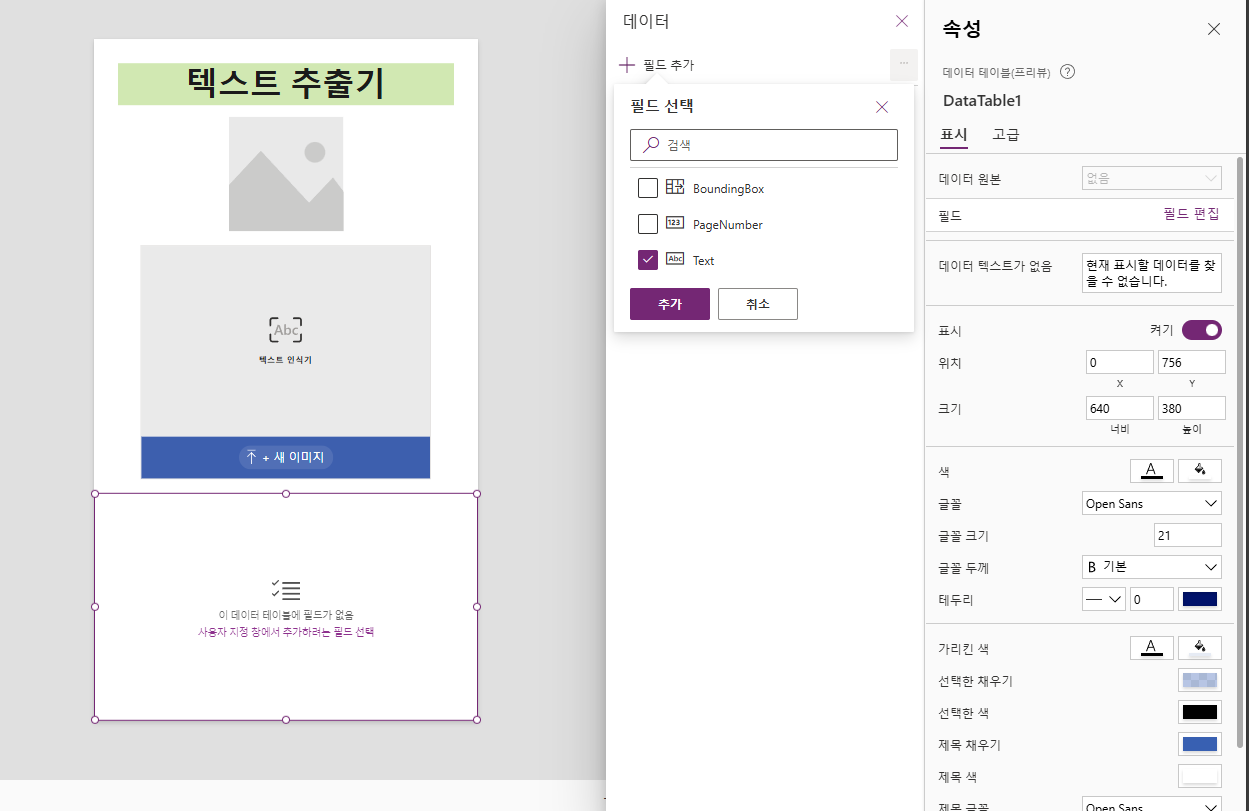 텍스트 추출기
Abc
텍스트 인식기
+ 새 이미지
이 데이터 테이블에 필드가 없음
사용자 지정 창에서 추가하려는 필드 선택
데이터
필드 추가
...
필드 선택
검색
BoundingBox
123 PageNumber
Abc Text
추가 취소
속성
데이터 테이블(프리뷰) ?
DataTable1
표시 고급
데이터 원본 없음
필드 필드 편집
데이터 텍스트가 없음 현재 표시할 데이터를 찾
을 수 없습니다.
표시 켜기
위치 0 756
X Y
크기 640 380
너비 높이
색 A
글꼴 Open Sans
글꼴 크기 21
글꼴 두께 B 기본
테두리 0
가리킨 색 A
선택한 채우기
선택한 색
제목 채우기
제목 색
제목 글꼴 Open Sans